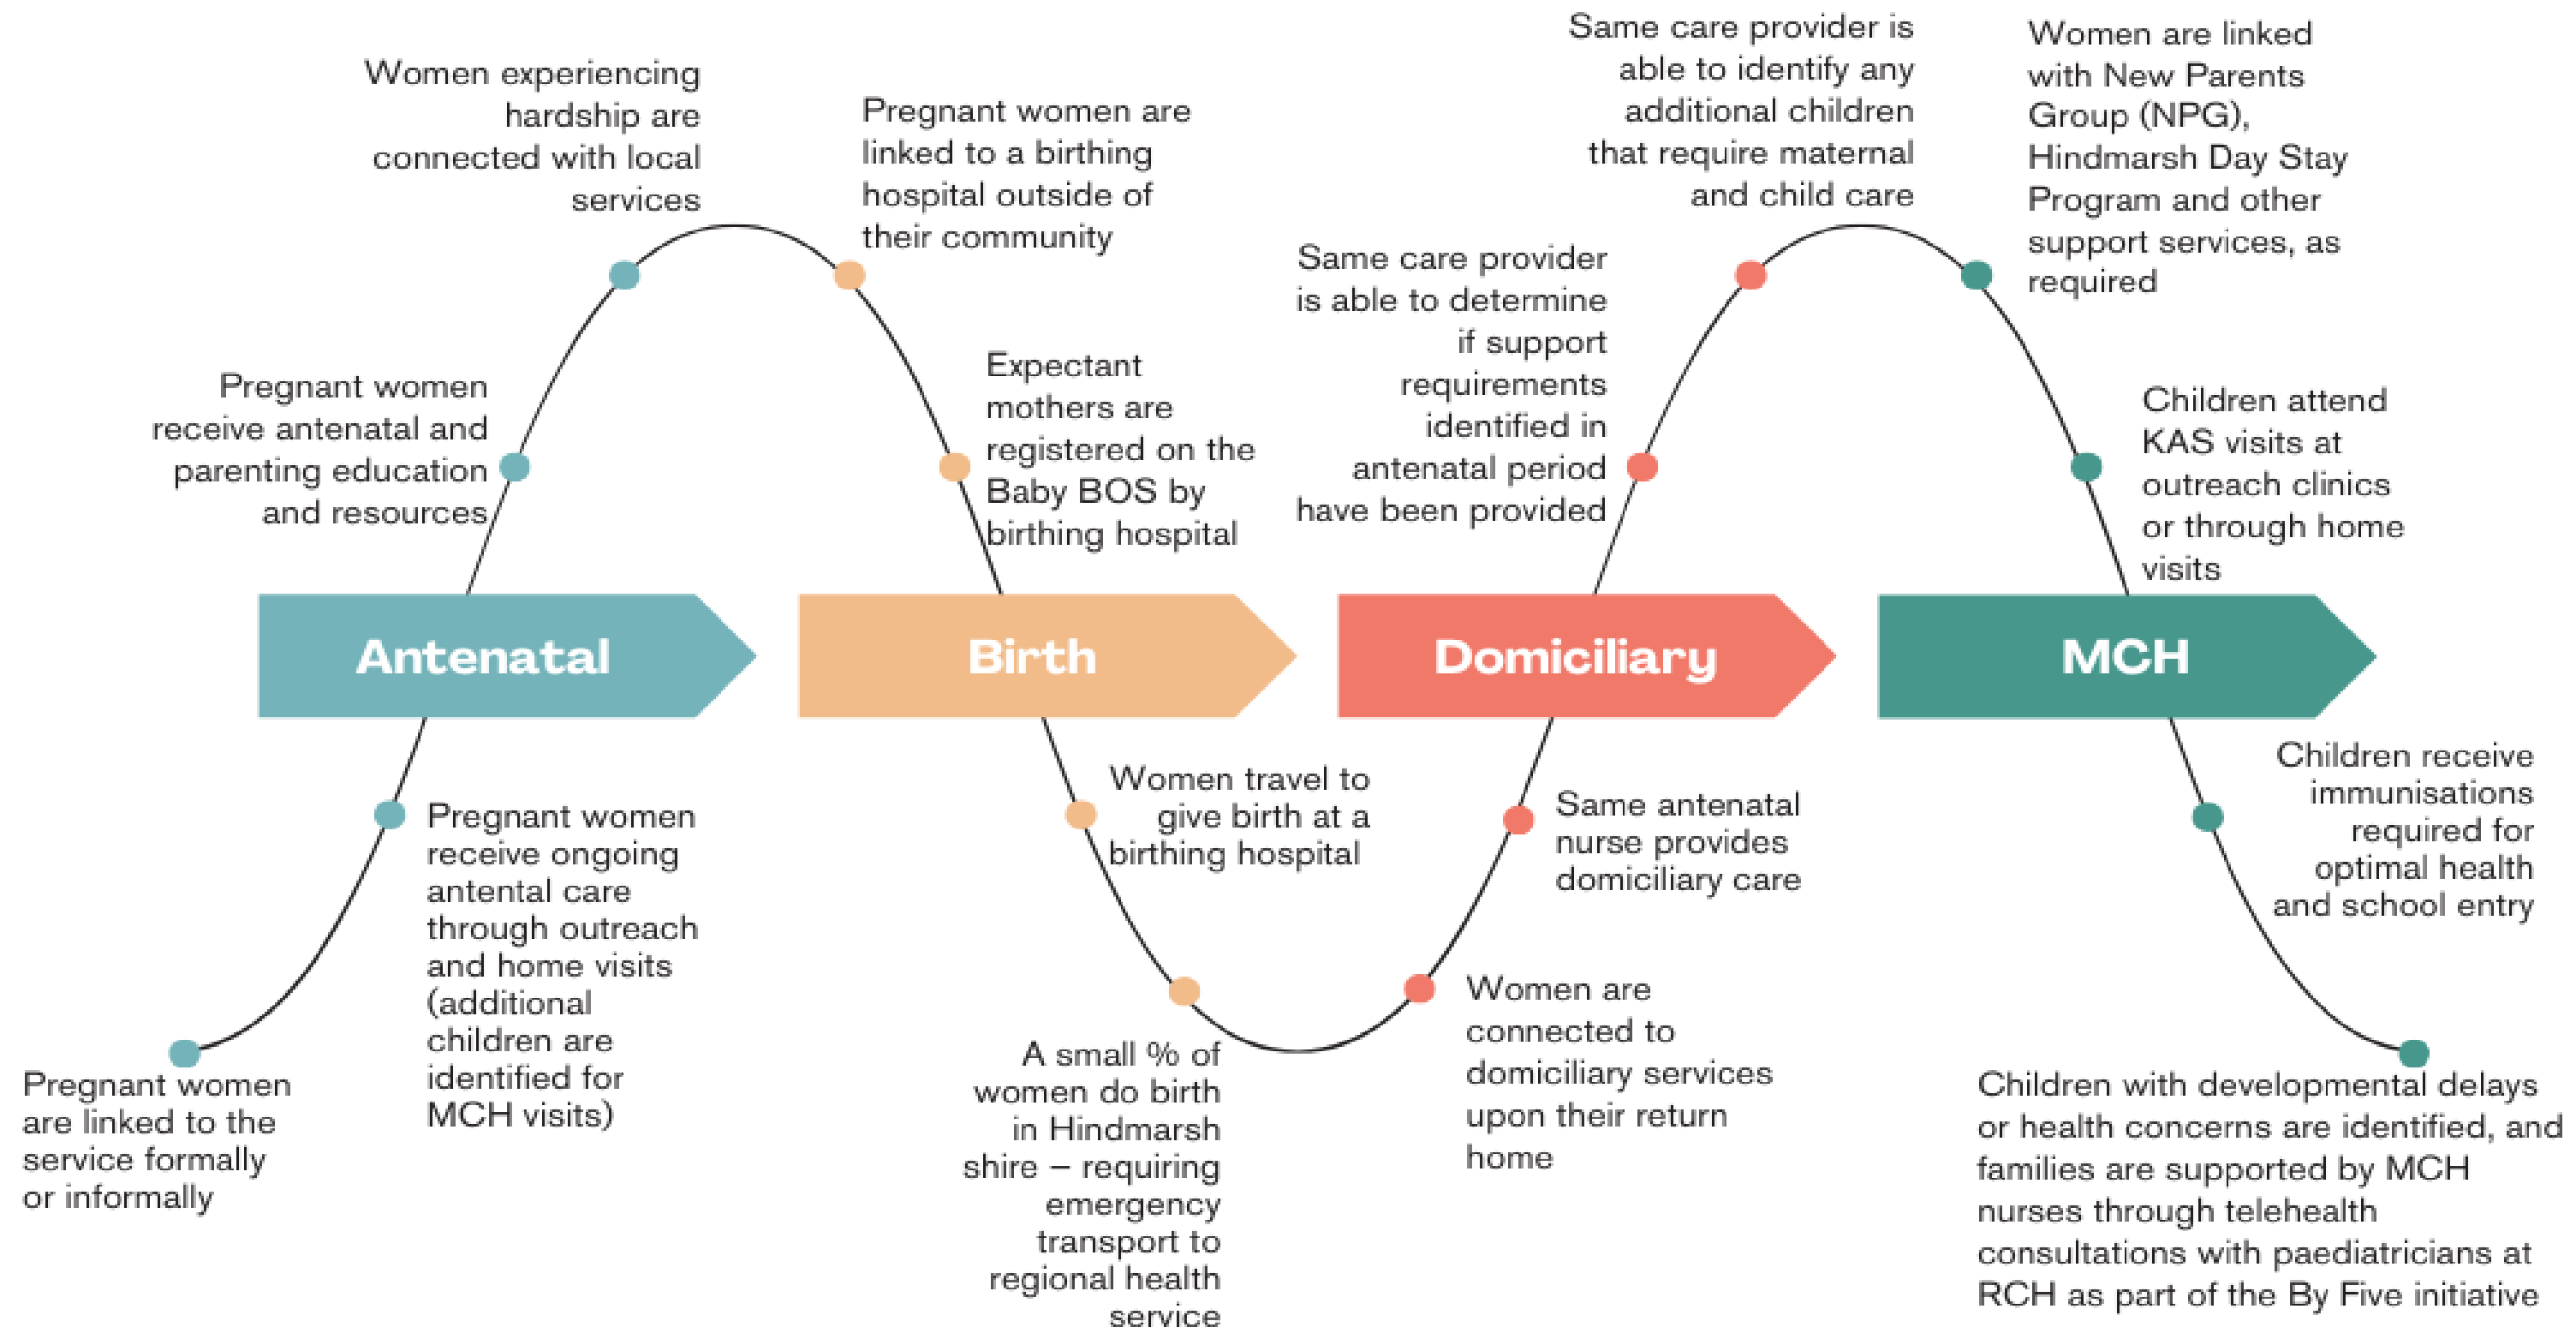 Pregnant women
are linked to the
service formally
or informally
Pregnant women
receive ongoing
antental care
through outreach
and home visits
(additional
children are
identified for
MCH visits)
Antenatal
Pregnant women
receive antenatal and
parenting education
and resources
Women experiencing
hardship are
connected with local
services
Pregnant women are
linked to a birthing
hospital outside of
their community
Expectant
mothers are
registered on the
Baby BOS by
birthing hospital
Birth
Women travel to
give birth at a
birthing hospital
A small % of
women do birth
in Hindmarsh
shire – requiring
emergency
transport to
regional health
service
Women are
connected to
domiciliary services
upon their return
home
Same antenatal
nurse provides
domiciliary care
Domiciliary
Same care provider
is able to determine
if support
requirements
identified in
antenatal period
have been provided
Same care provider is
able to identify any
additional children
that require maternal
and child care
Women are linked
with New Parents
Group (NPG),
Hindmarsh Day Stay
Program and other
support services, as
required
Children attend
KAS visits at
outreach clinics
or through home
visits
MCH
Children receive
immunisations
required for
optimal health
and school entry
Children with developmental delays
or health concerns are identified, and
families are supported by MCH
nurses through telehealth
consultations with paediatricians at
RCH as part of the By Five initiative